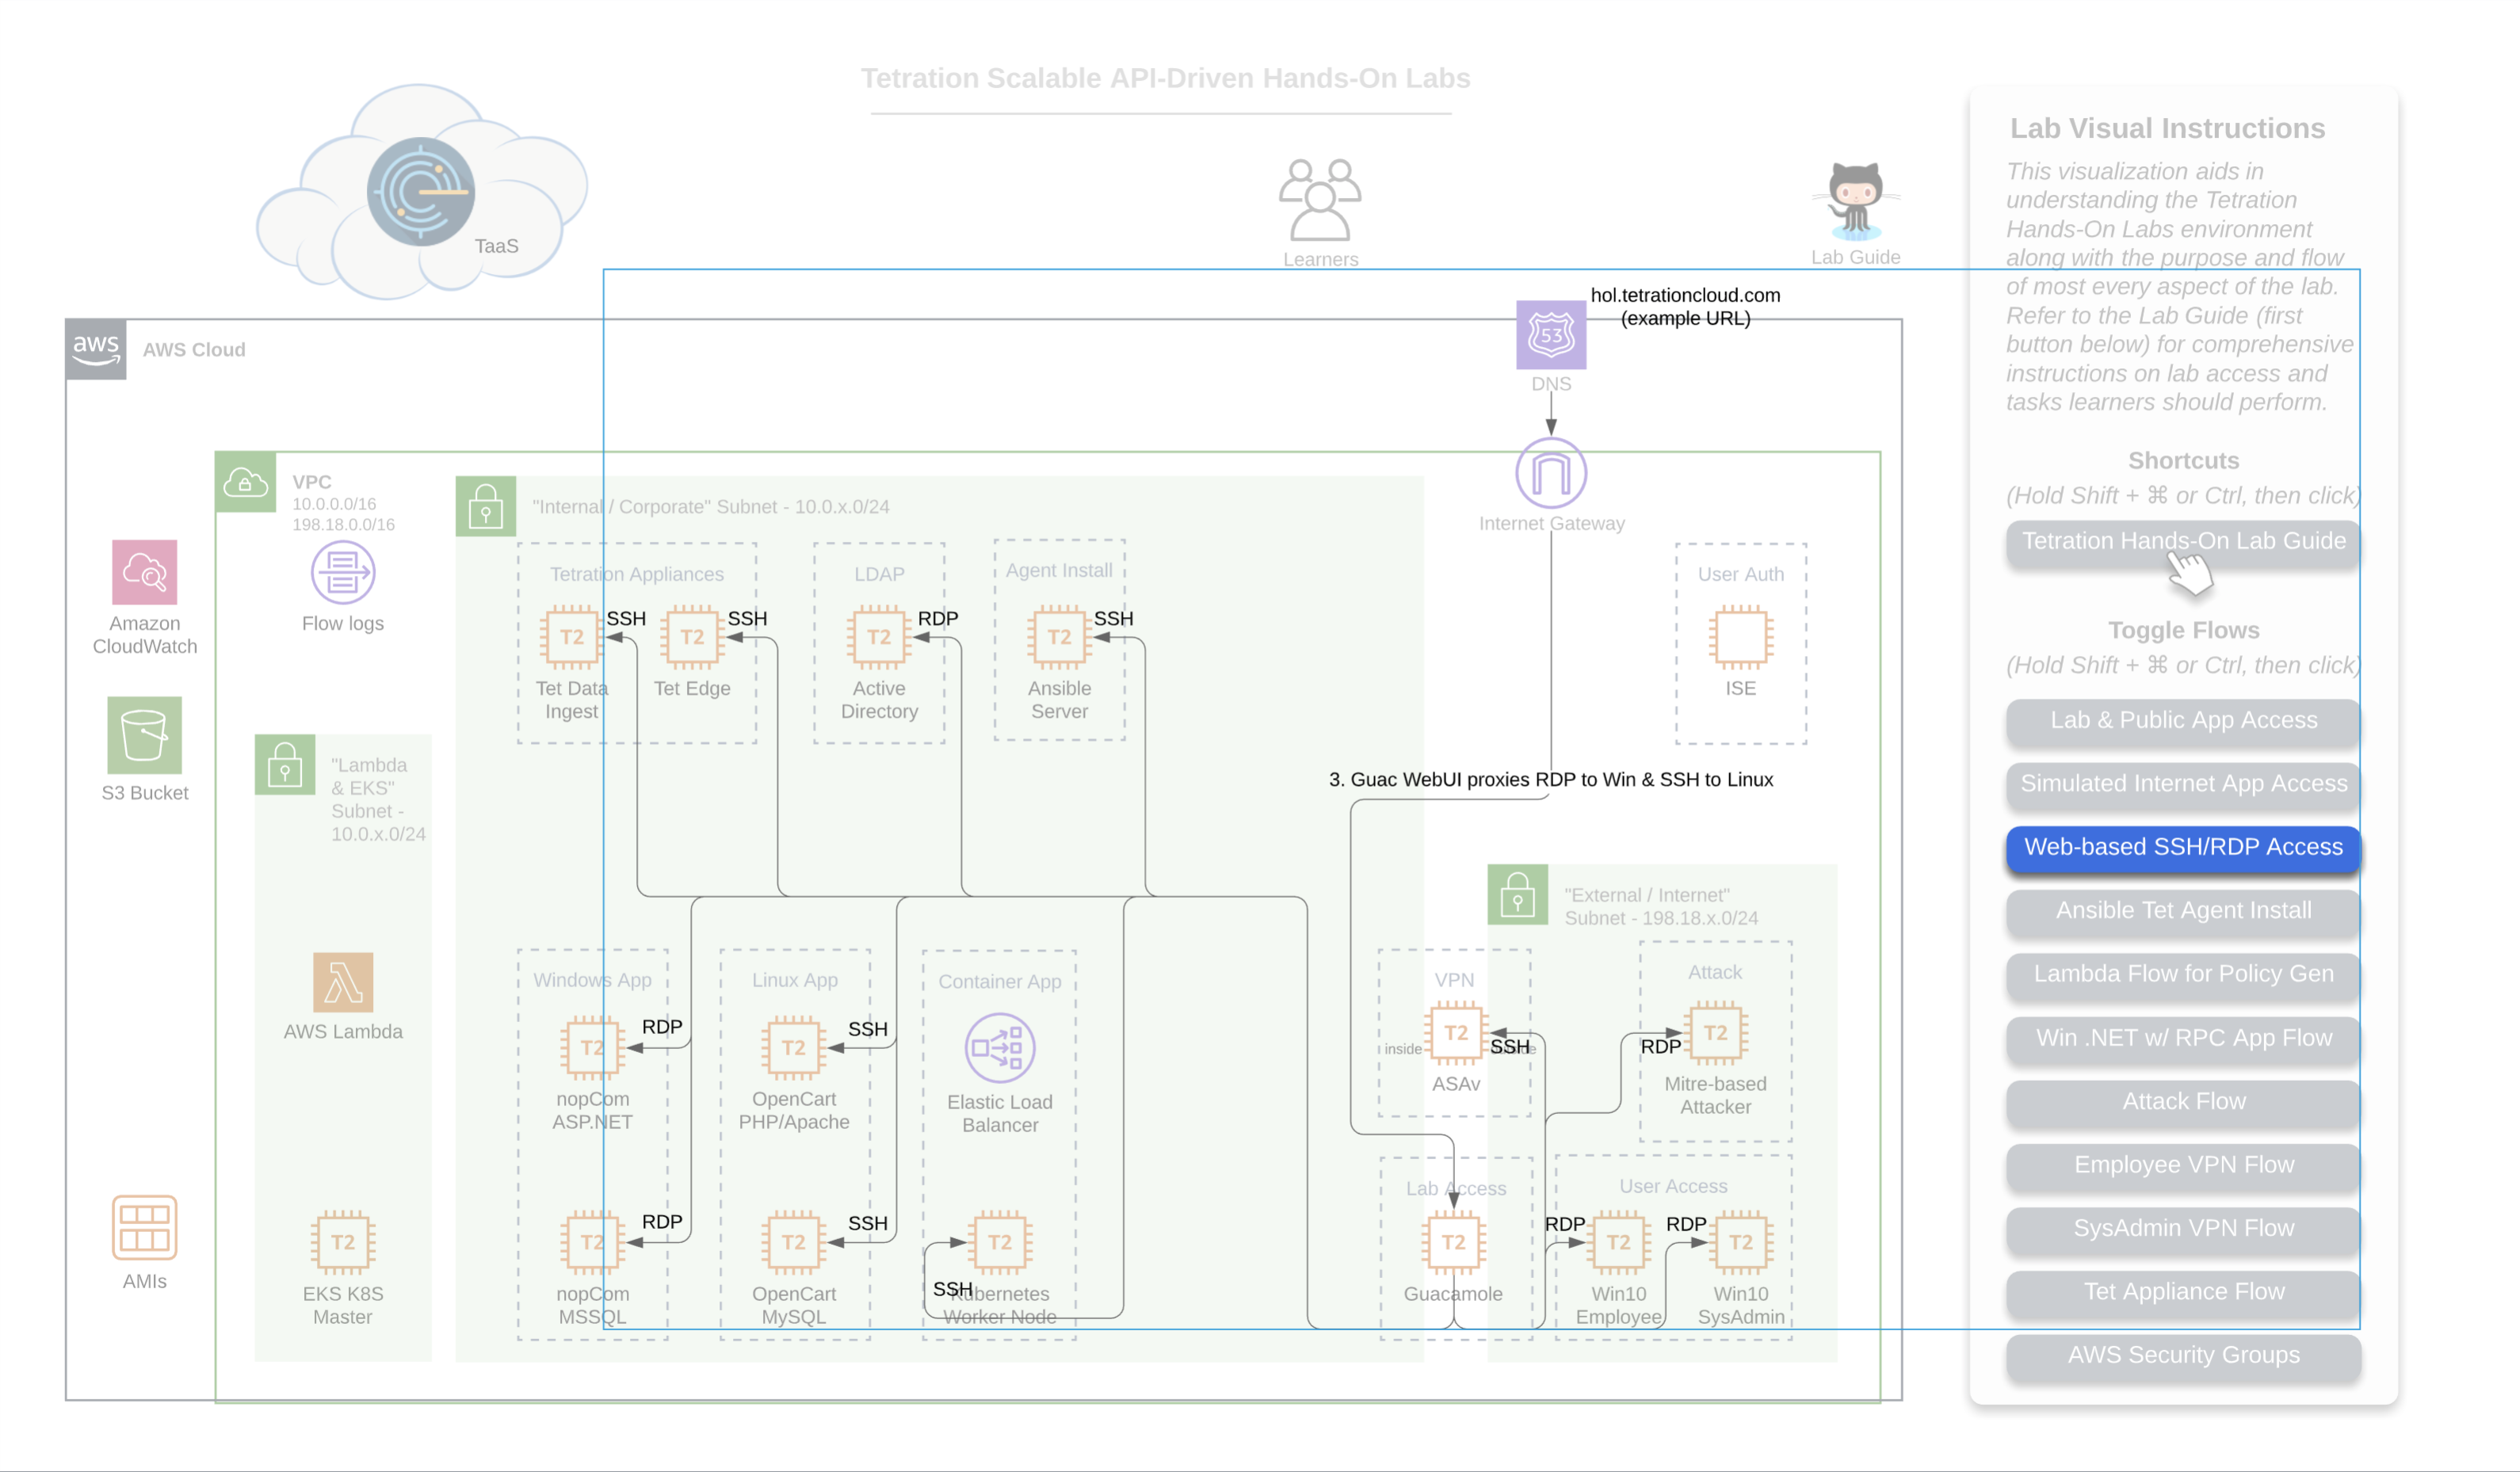 Tetration Scalable API-Driven Hands-On Labs
TaaS
Learners
Lab Guide
hol.tetrationcloud.com
(example URL)
53
DNS
aws
AWS Cloud
VPC
10.0.0.0/16
198.18.0.0/16
Flow logs
Amazon
CloudWatch
S3 Bucket
AMIs
"Lambda
& EKS"
Subnet -
10.0.x.0/24
AWS Lambda
T2
EKS K8S
Master
"Internal / Corporate" Subnet - 10.0.x.0/24
Tetration Appliances
T2
SSH
Tet Data
Ingest
T2
SSH
Tet Edge
LDAP
T2
RDP
Active
Directory
Agent Install
T2
SSH
Ansible
Server
Internet Gateway
User Auth
ISE
3. Guac WebUI proxies RDP to Win & SSH to Linux
Windows App
T2
RDP
nopCom
ASP.NET
T2
RDP
nopCom
MSSQL
Linux App
T2
SSH
OpenCart
PHP/Apache
T2
SSH
OpenCart
MySQL
Container App
Elastic Load
Balancer
T2
SSH
Kubernetes
Worker Node
"External / Internet"
Subnet - 198.18.x.0/24
VPN
inside
T2
SSH
ASAv
Attack
RDP
T2
Mitre-based
Attacker
Lab Access
T2
Guacamole
User Access
RDP
T2
Win10
Employee
RDP
T2
Win10
SysAdmin
Lab Visual Instructions
This visualization aids in
understanding the Tetration
Hands-On Labs environment
along with the purpose and flow
of most every aspect of the lab.
Refer to the Lab Guide (first
button below) for comprehensive
instructions on lab access and
tasks learners should perform.
Shortcuts
(Hold Shift + ⌘ or Ctrl, then click)
Tetration Hands-On Lab Guide
Toggle Flows
(Hold Shift + ⌘ or Ctrl, then click)
Lab & Public App Access
Simulated Internet App Access
Web-based SSH/RDP Access
Ansible Tet Agent Install
Lambda Flow for Policy Gen
Win .NET w/ RPC App Flow
Attack Flow
Employee VPN Flow
SysAdmin VPN Flow
Tet Appliance Flow
AWS Security Groups